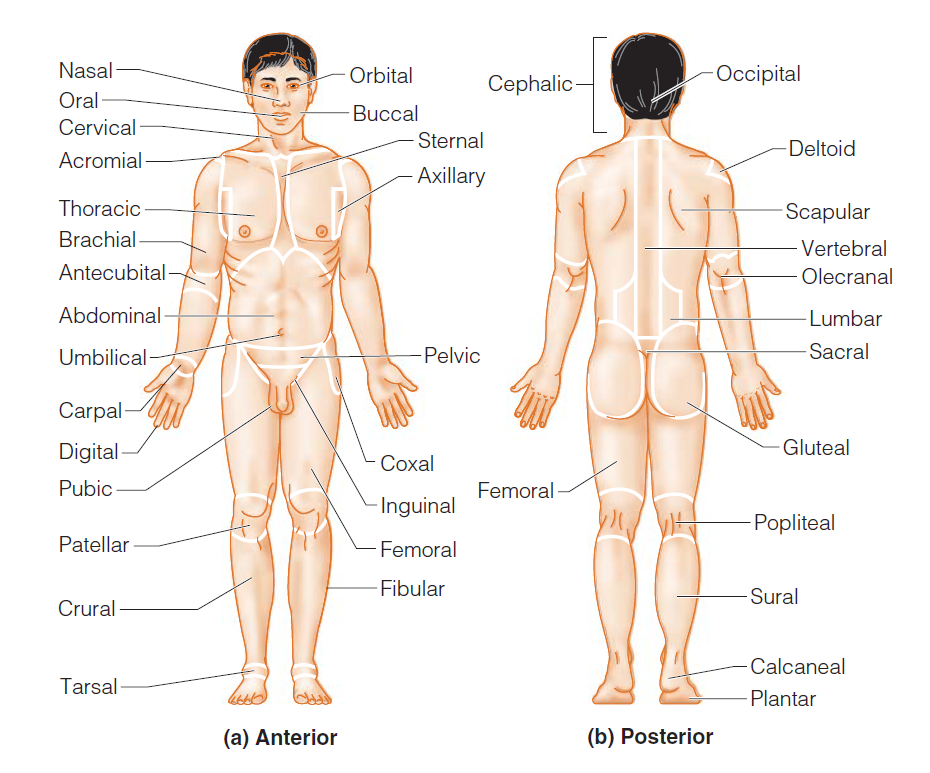 Nasal
Oral
Cervical
Acromial
Thoracic
Brachial
Antecubital
Abdominal
Umbilical
Carpal
Digital
Pubic
Patellar
Crural
Tarsal
Orbital
Buccal
Sternal
Axillary
Pelvic
Coxal
Inguinal
Femoral
Fibular
(a) Anterior
Cephalic
Femoral
Occipital
Deltoid
Scapular
Vertebral
Olecranal
Lumbar
Sacral
Gluteal
Popliteal
Sural
Calcaneal
Plantar
(b) Posterior